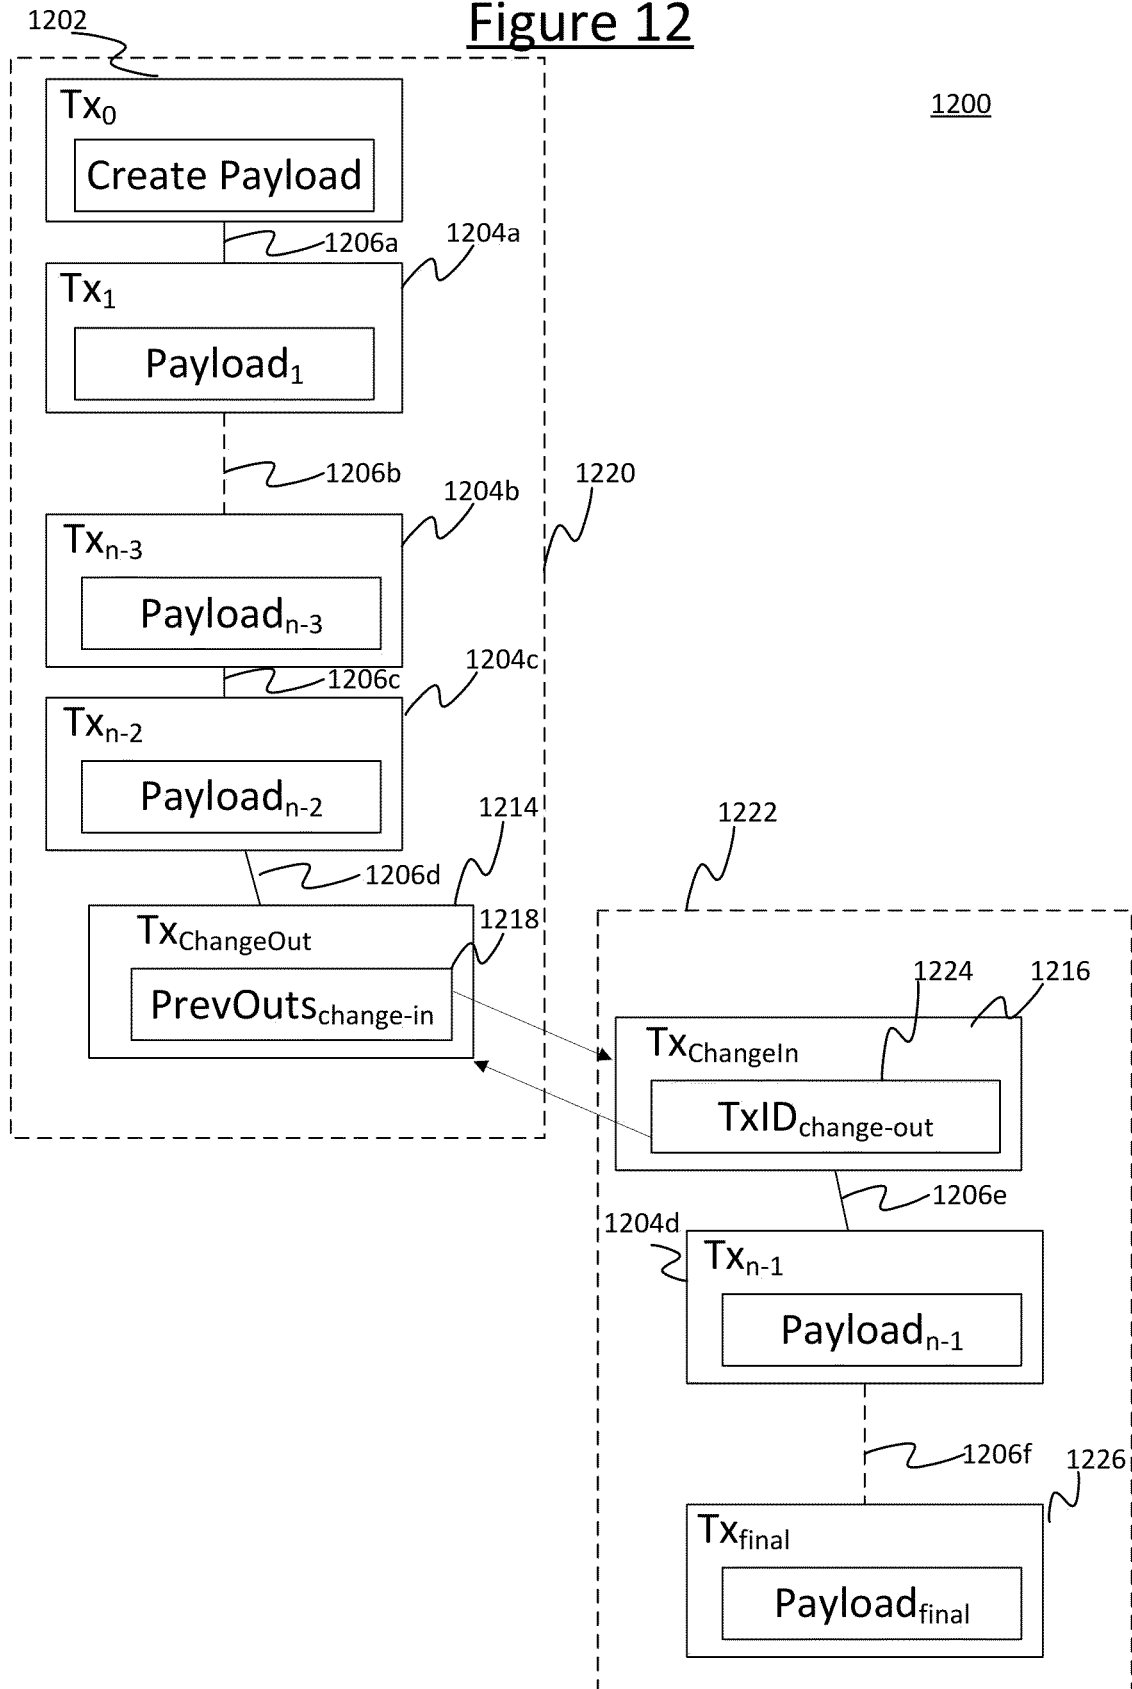 Figure 12
1202
1200
Tx0
Create Payload
1206a
1204a
Tx1
Payload1
1206b
1220
1204b
Txn-3
Payloadn-3
1206c
1204c
Txn-2
Payloadn-2
1206d
1214
1222
TxChangeOut
1218
PrevOutschange-in
1224
1216
TxChangeIn
TxIDchange-out
1206e
1204d
Txn-1
Payloadn-1
1206f
1226
Txfinal
Payloadfinal